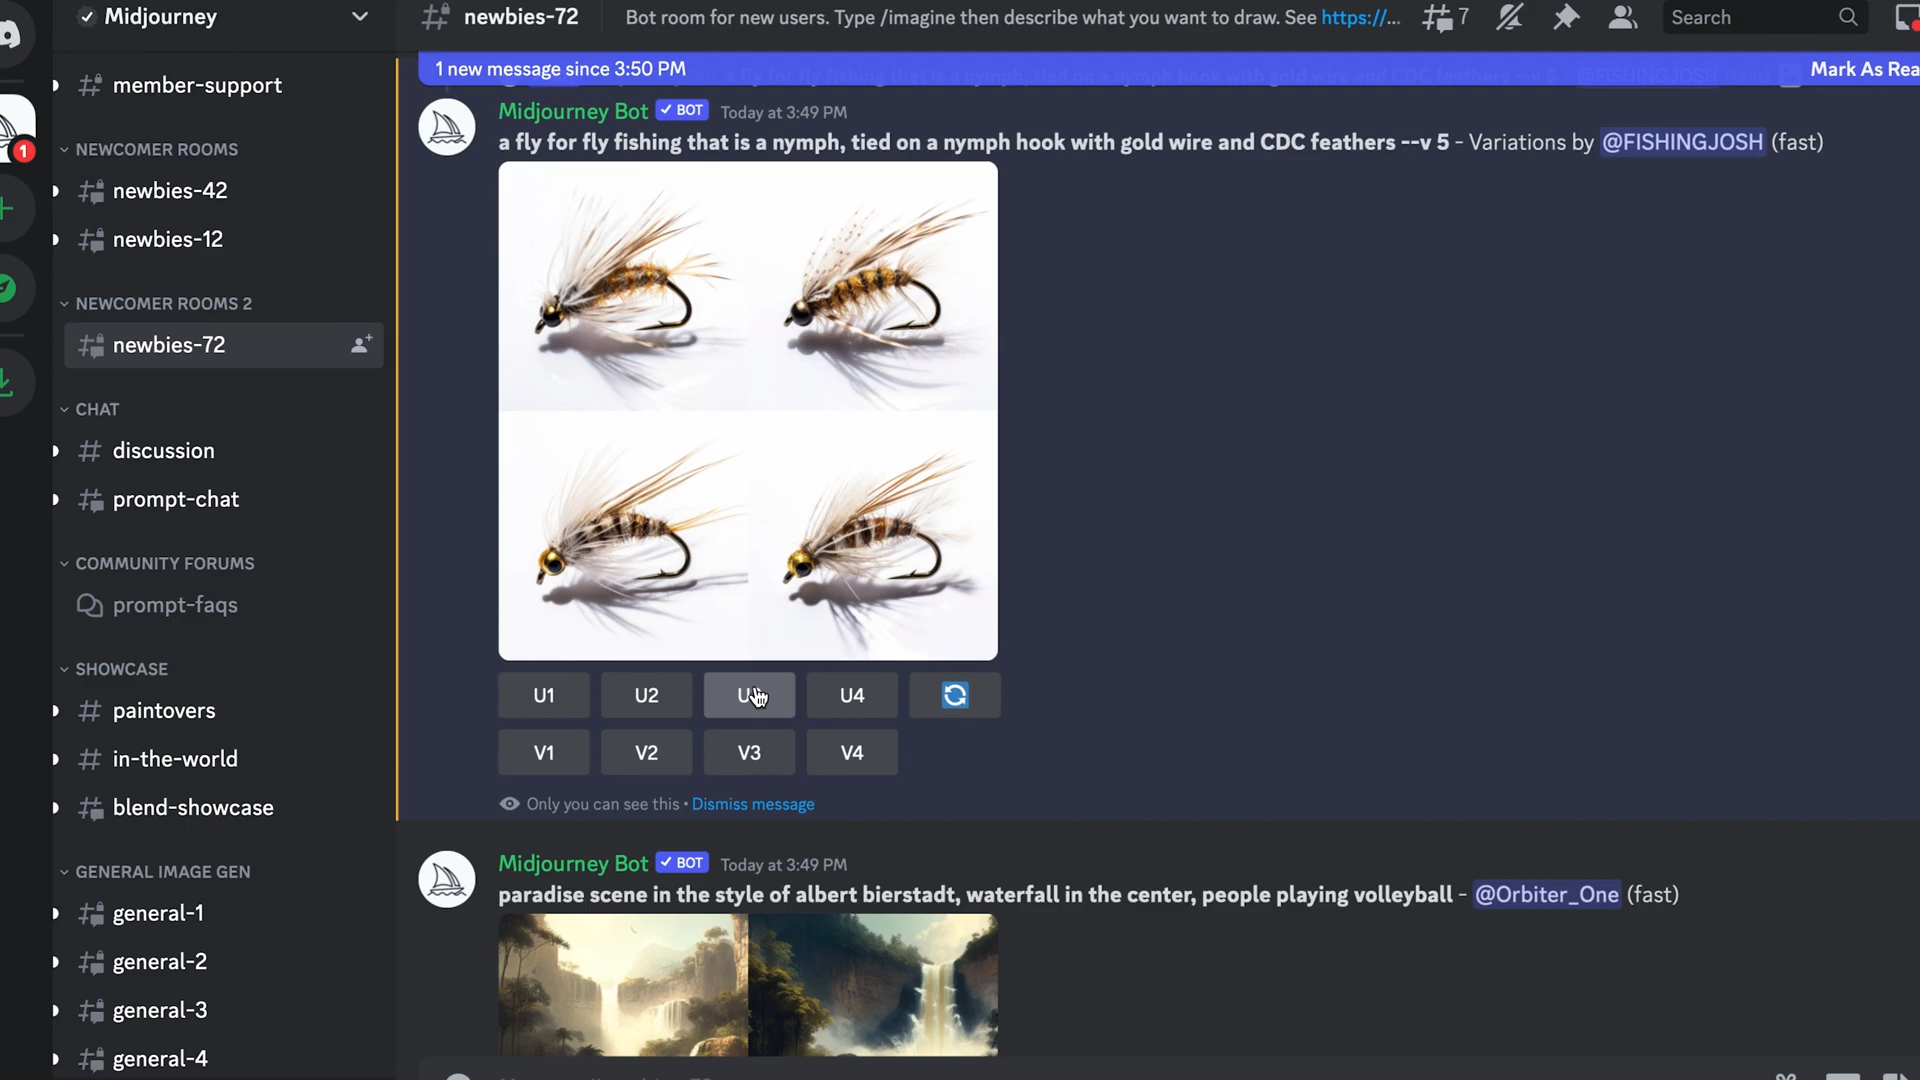 Midjourney
newbies-72
Bot room for new users. Type /imagine then describe what you want to draw. See https://...
7
Search
1 new message since 3:50 PM
Mark As Rea
member-support
1
NEWCOMER ROOMS
newbies-42
newbies-12
NEWCOMER ROOMS 2
newbies-72
CHAT
discussion
prompt-chat
COMMUNITY FORUMS
prompt-faqs
SHOWCASE
paintovers
in-the-world
blend-showcase
GENERAL IMAGE GEN
general-1
general-2
general-3
general-4
Midjourney Bot ✓ BOT Today at 3:49 PM
a fly for fly fishing that is a nymph, tied on a nymph hook with gold wire and CDC feathers --v 5 - Variations by @FISHINGJOSH (fast)
U1 U2 U4
V1 V2 V3 V4
Only you can see this • Dismiss message
Midjourney Bot ✓ BOT Today at 3:49 PM
paradise scene in the style of albert bierstadt, waterfall in the center, people playing volleyball - @Orbiter_One (fast)